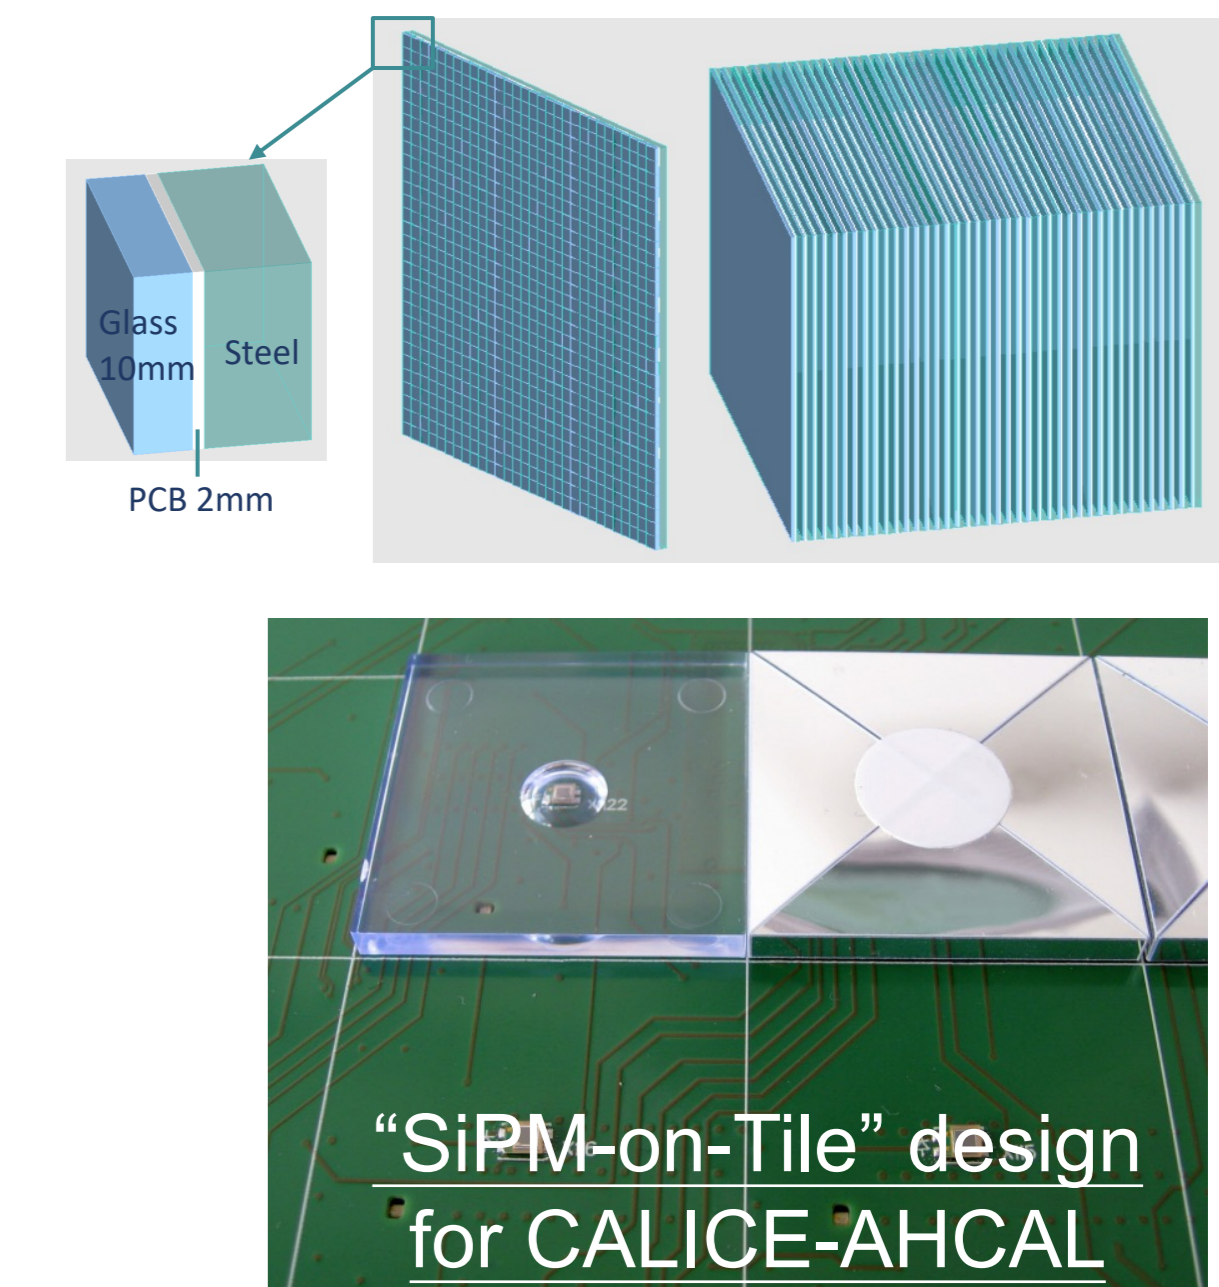 Glass
10mm
Steel
PCB 2mm
“SiPM-on-Tile” design
for CALICE-AHCAL